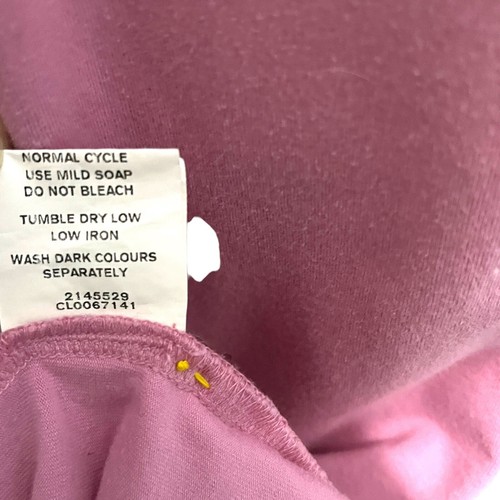 NORMAL CYCLE
USE MILD SOAP
DO NOT BLEACH
TUMBLE DRY LOW
LOW IRON
WASH DARK COLOURS
SEPARATELY
2145529
CL0067141